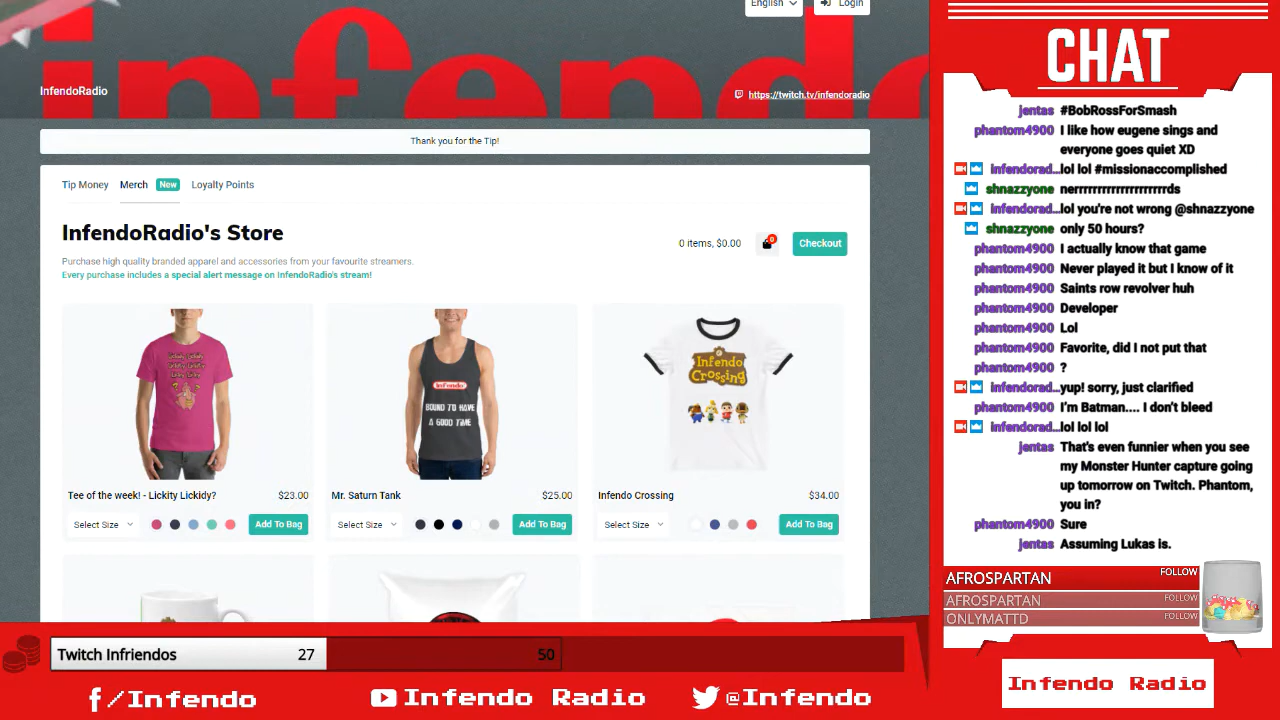 English
Login
infendo
InfendoRadio
https://twitch.tv/infendoradio
Thank you for the Tip!
Tip Money
Merch
New
Loyalty Points
InfendoRadio's Store
0 items, $0.00
0
Checkout
Purchase high quality branded apparel and accessories from your favourite streamers.
Every purchase includes a special alert message on InfendoRadio's stream!
infendo
BOUND TO HAVE
A GOOD TIME
Infendo
Crossing
Tee of the week! - Lickity Lickidy?
$23.00
Mr. Saturn Tank
$25.00
Infendo Crossing
$34.00
Select Size
Add To Bag
Select Size
Add To Bag
Select Size
Add To Bag
Twitch Infriendos
27
50
f/Infendo
Infendo Radio
@Infendo
CHAT
jentas #BobRossForSmash
phantom4900 I like how eugene sings and
everyone goes quiet XD
infendorad... lol lol #missionaccomplished
shnazzyone nerrrrrrrrrrrrrrrrrrrrds
infendorad... lol you're not wrong @shnazzyone
shnazzyone only 50 hours?
phantom4900 I actually know that game
phantom4900 Never played it but I know of it
phantom4900 Saints row revolver huh
phantom4900 Developer
phantom4900 Lol
phantom4900 Favorite, did I not put that
phantom4900 ?
infendorad... yup! sorry, just clarified
phantom4900 I'm Batman.... I don't bleed
infendorad... lol lol lol
jentas That's even funnier when you see
my Monster Hunter capture going
up tomorrow on Twitch. Phantom,
you in?
phantom4900 Sure
jentas Assuming Lukas is.
AFROSPARTAN FOLLOW
AFROSPARTAN FOLLOW
ONLYMATTD FOLLOW
Infendo Radio